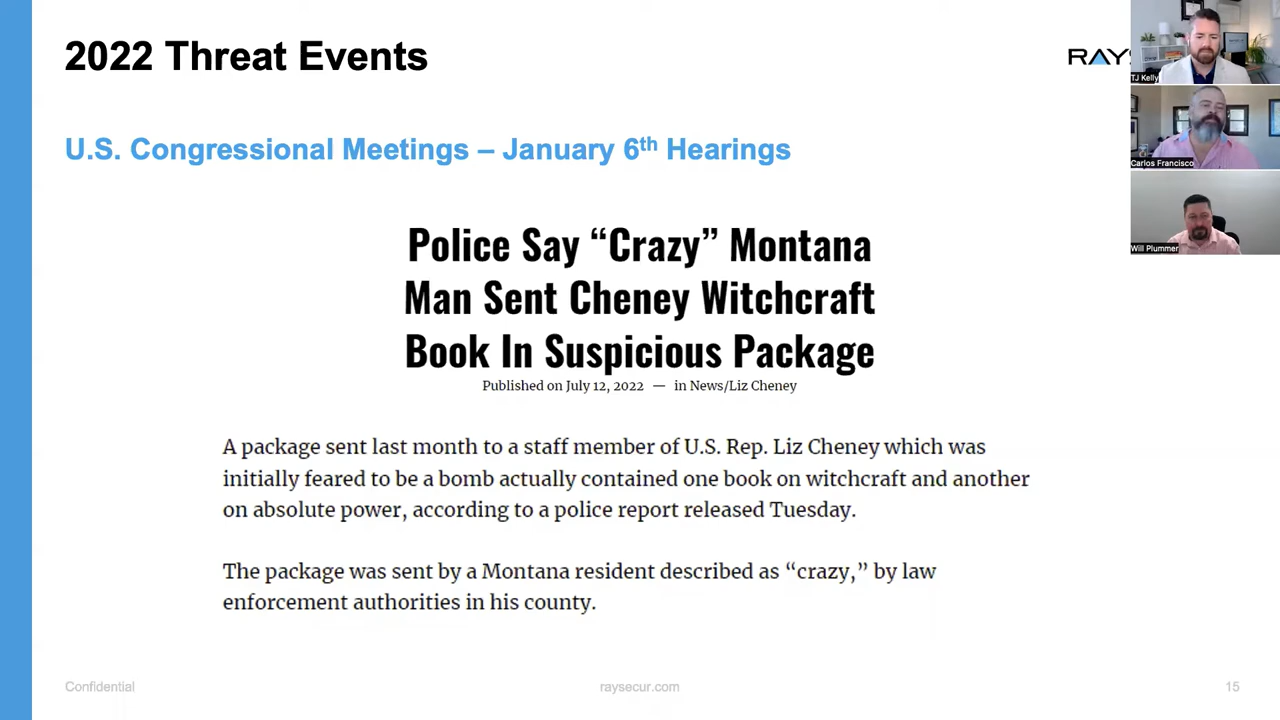 2022 Threat Events
RAYS
TJ Kelly
U.S. Congressional Meetings – January 6th Hearings
Carlos Francisco
Will Plummer
Police Say “Crazy” Montana
Man Sent Cheney Witchcraft
Book In Suspicious Package
Published on July 12, 2022 — in News/Liz Cheney
A package sent last month to a staff member of U.S. Rep. Liz Cheney which was
initially feared to be a bomb actually contained one book on witchcraft and another
on absolute power, according to a police report released Tuesday.
The package was sent by a Montana resident described as “crazy,” by law
enforcement authorities in his county.
Confidential
raysecur.com
15